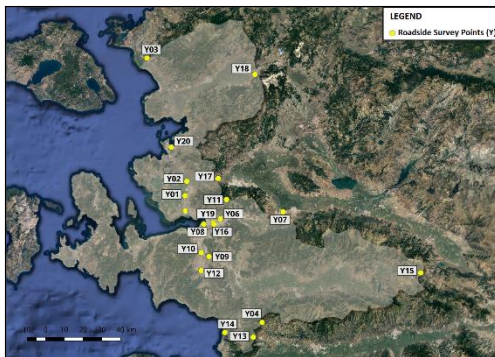 LEGEND
Roadside Survey Points (Y)
Y03
Y18
Y20
Y02
Y17
Y01
Y11
Y19
Y06
Y07
Y08
Y16
Y10
Y09
Y12
Y15
Y04
Y14
Y13
10 0 10 20 30 40 km